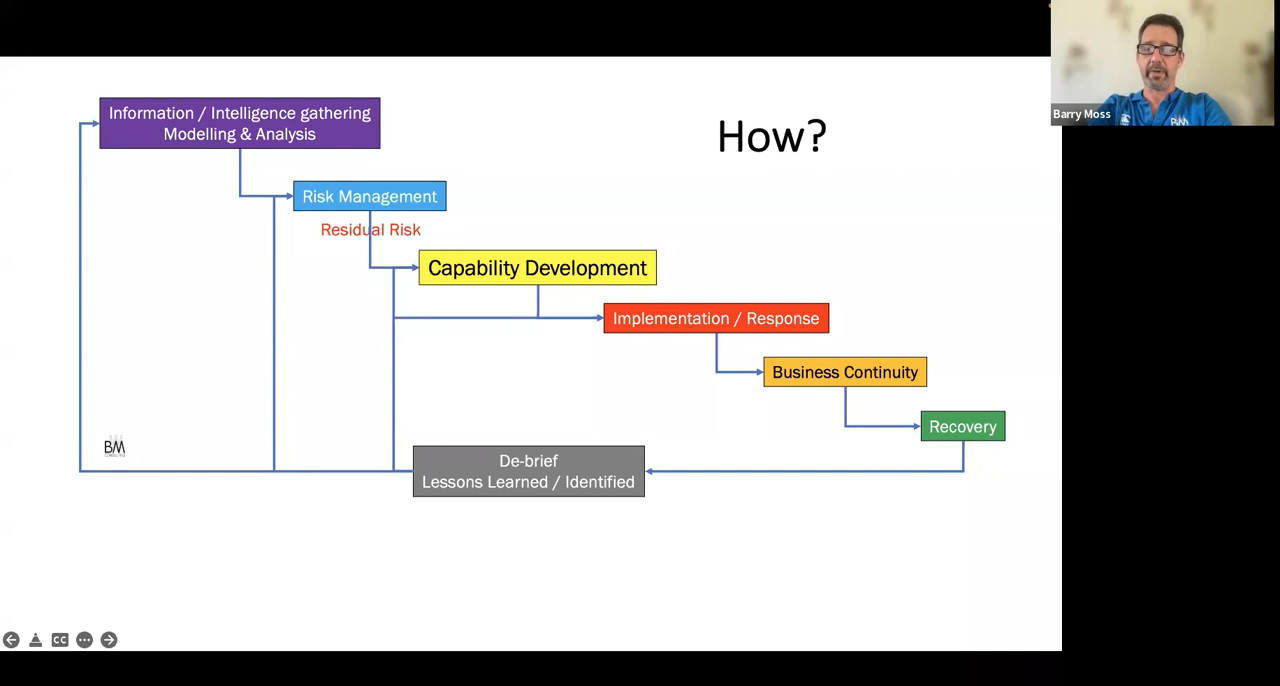 Information / Intelligence gathering
Modelling & Analysis
How?
Barry Moss
Risk Management
Residual Risk
Capability Development
Implementation / Response
Business Continuity
Recovery
BM
De-brief
Lessons Learned / Identified
CC